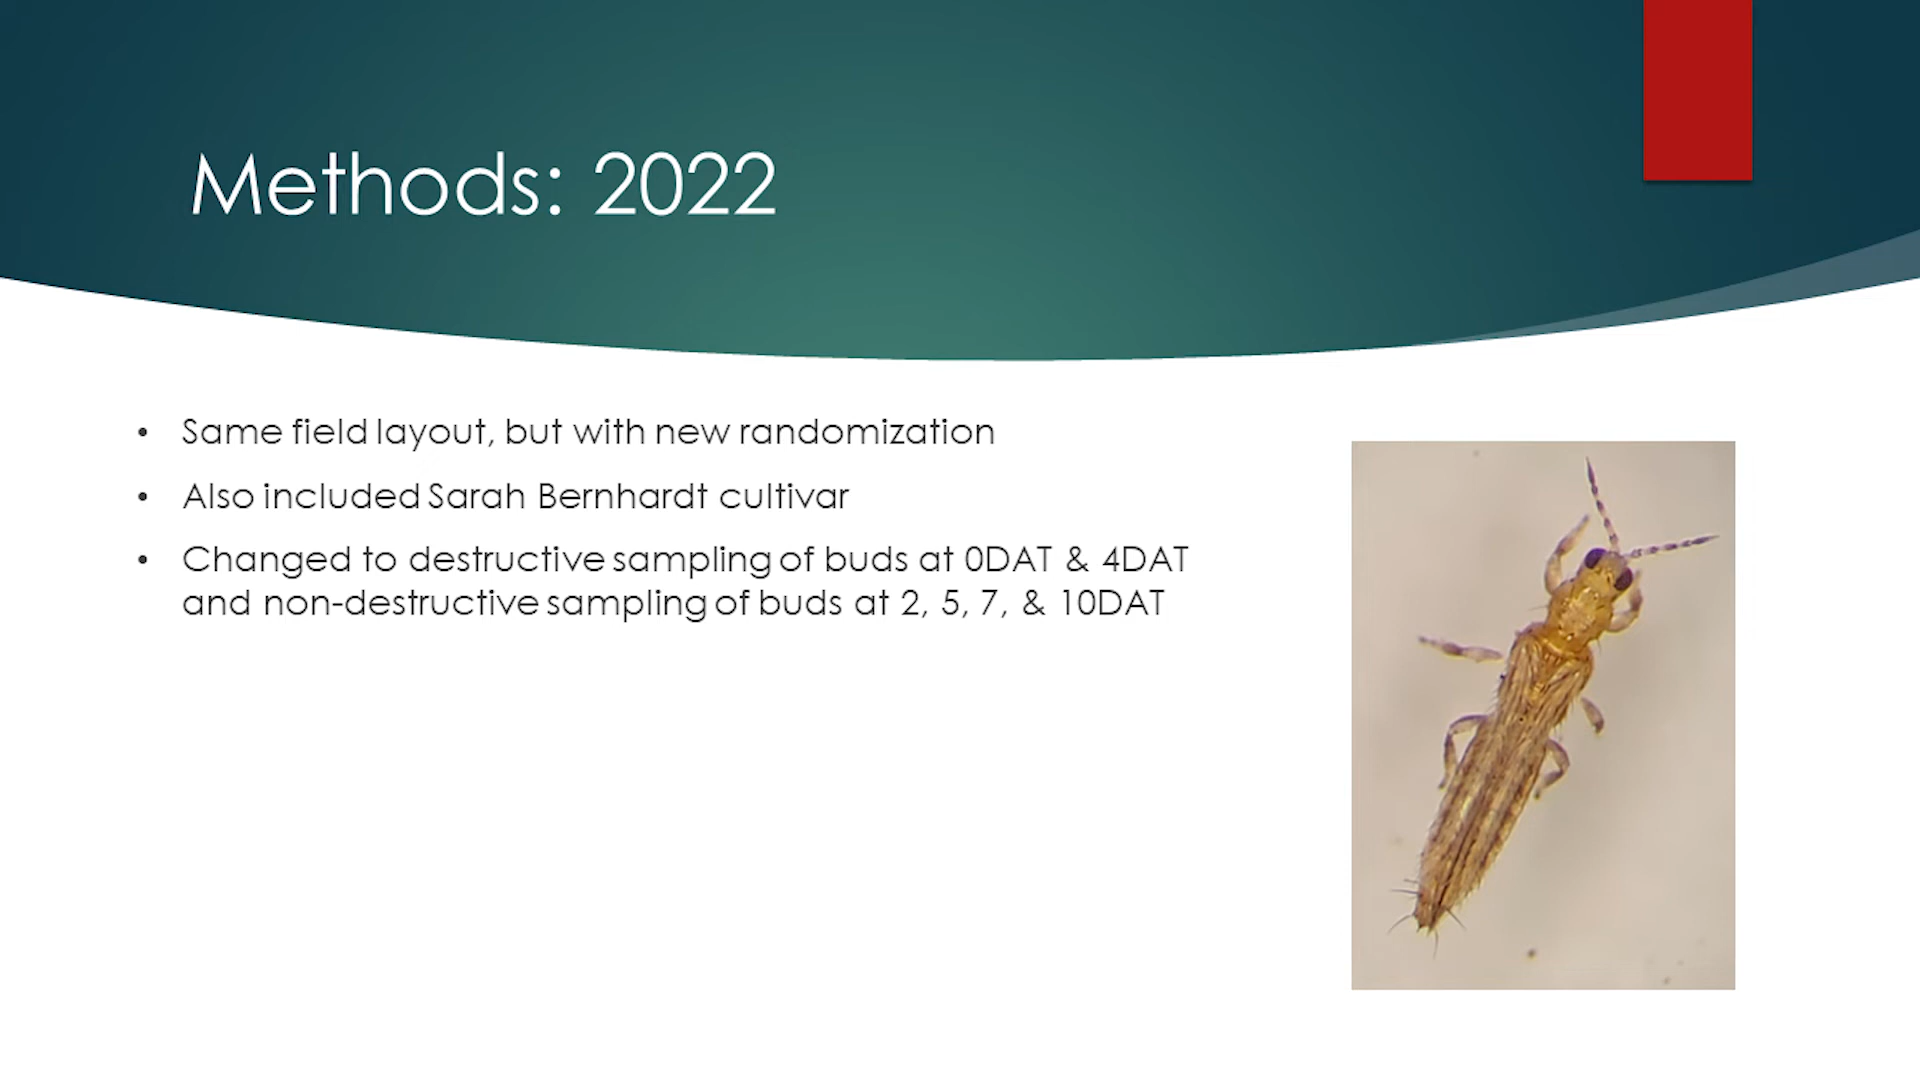 Methods: 2022
• Same field layout, but with new randomization
• Also included Sarah Bernhardt cultivar
• Changed to destructive sampling of buds at 0DAT & 4DAT
and non-destructive sampling of buds at 2, 5, 7, & 10DAT